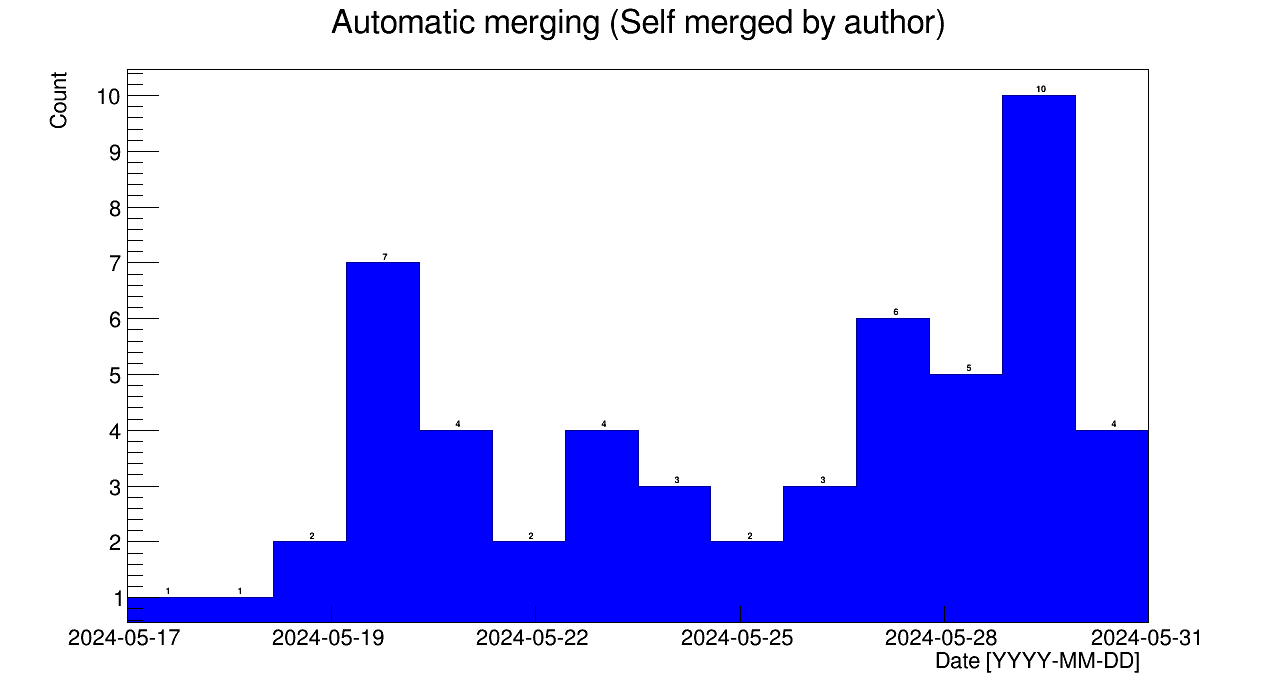 Automatic merging (Self merged by author)
Count
10
9
8
7
6
5
4
3
2
1
1 1 2 7 4 2 4 3 2 3 6 5 10 4
2024-05-17 2024-05-19 2024-05-22 2024-05-25 2024-05-28 2024-05-31
Date [YYYY-MM-DD]